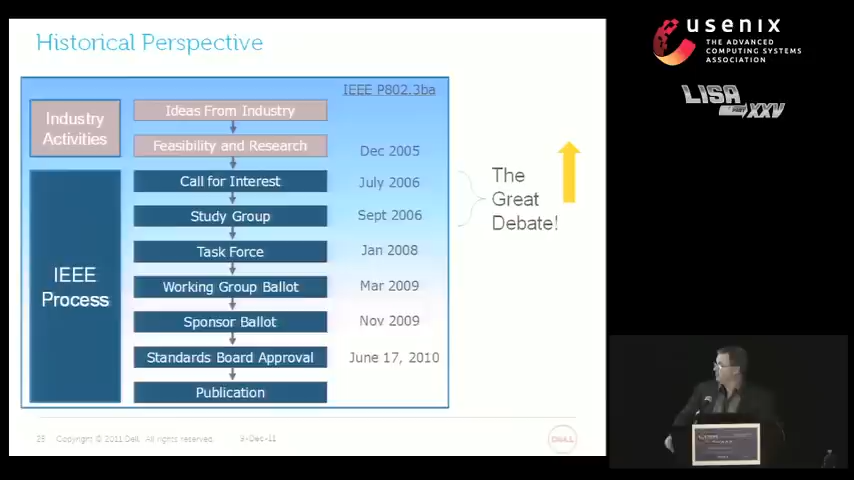 Historical Perspective
IEEE P802.3ba
Industry
Activities
Ideas From Industry
Feasibility and Research
Dec 2005
Call for Interest
July 2006
Study Group
Sept 2006
The
Great
Debate!
IEEE
Process
Task Force
Jan 2008
Working Group Ballot
Mar 2009
Sponsor Ballot
Nov 2009
Standards Board Approval
June 17, 2010
Publication
Copyright © 2011 Dell. All rights reserved.
9-Dec-11
DELL
usenix
THE ADVANCED
COMPUTING SYSTEMS
ASSOCIATION
LISA
XXV